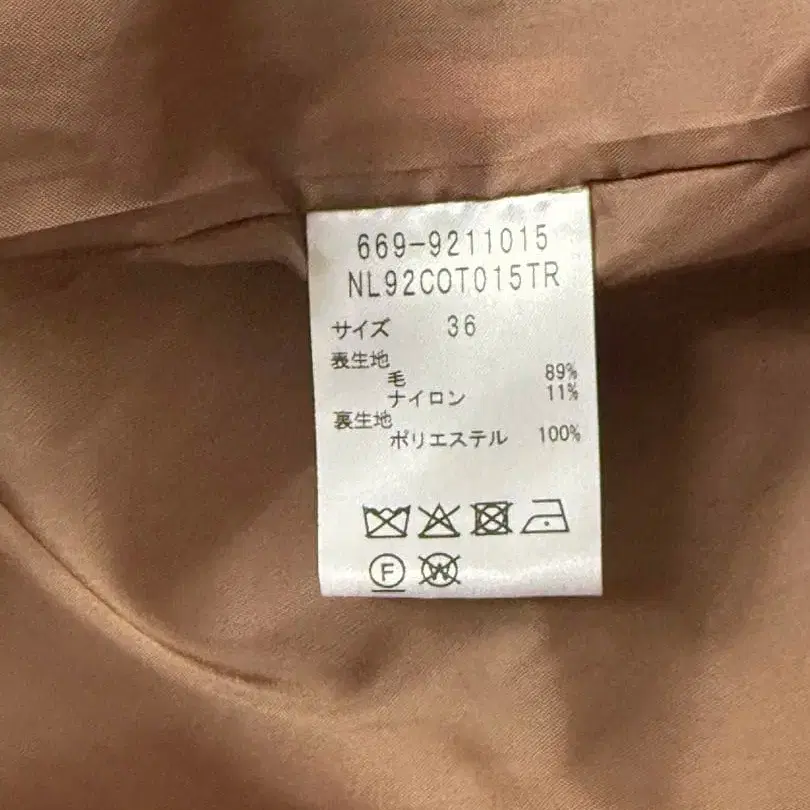 669-9211015
NL92COT015TR
サイズ 36
表生地
毛 89%
ナイロン 11%
裏生地
ポリエステル 100%
F W